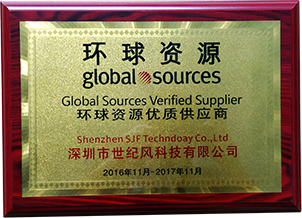 环球资源
global sources
Global Sources Verified Supplier
环球资源优质供应商
Shenzhen SJF Techndoay Co.,Ltd
深圳市世纪风科技有限公司
2016年11月-2017年11月